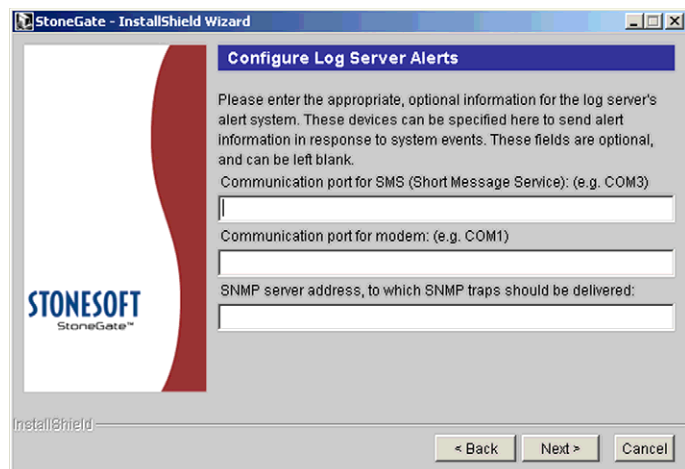 StoneGate - InstallShield Wizard
Configure Log Server Alerts
Please enter the appropriate, optional information for the log server's
alert system. These devices can be specified here to send alert
information in response to system events. These fields are optional,
and can be left blank.
Communication port for SMS (Short Message Service): (e.g. COM3)
Communication port for modem: (e.g. COM1)
SNMP server address, to which SNMP traps should be delivered:
STONESOFT
StoneGate™
InstallShield
< Back Next > Cancel